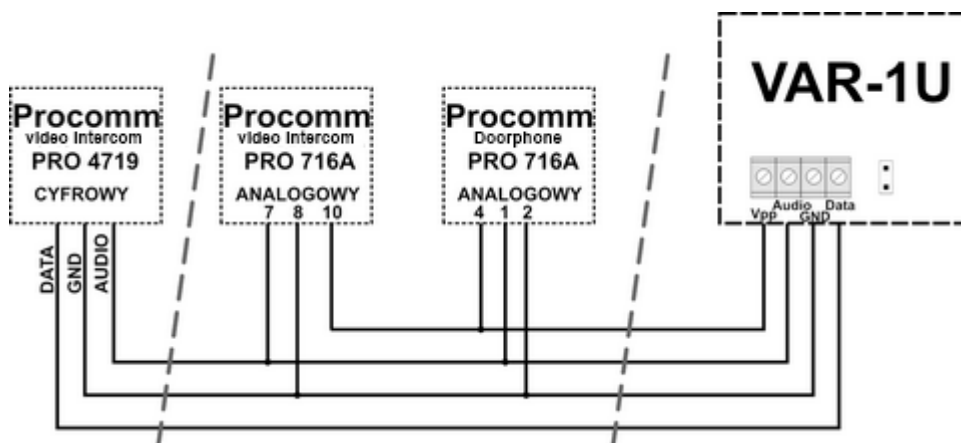 Procomm
video Intercom
PRO 4719
CYFROWY
DATA
GND
AUDIO
Procomm
video Intercom
PRO 716A
ANALOGOWY
7 8 10
Procomm
Doorphone
PRO 716A
ANALOGOWY
4 1 2
VAR-1U
Vpp Audio GND Data